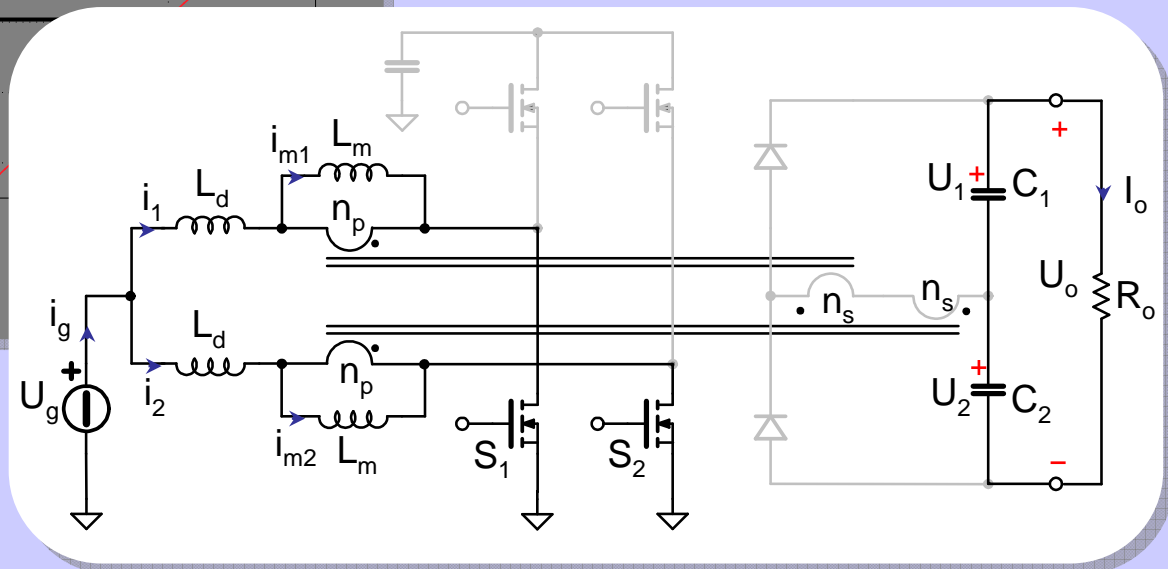 L_m
i_m1
L_d
i_1
n_p
+
U_1
C_1
I_o
+
U_o
R_o
n_s
n_s
i_g
L_d
+
n_p
U_g
i_2
+
U_2
C_2
i_m2
L_m
S_1
S_2
−